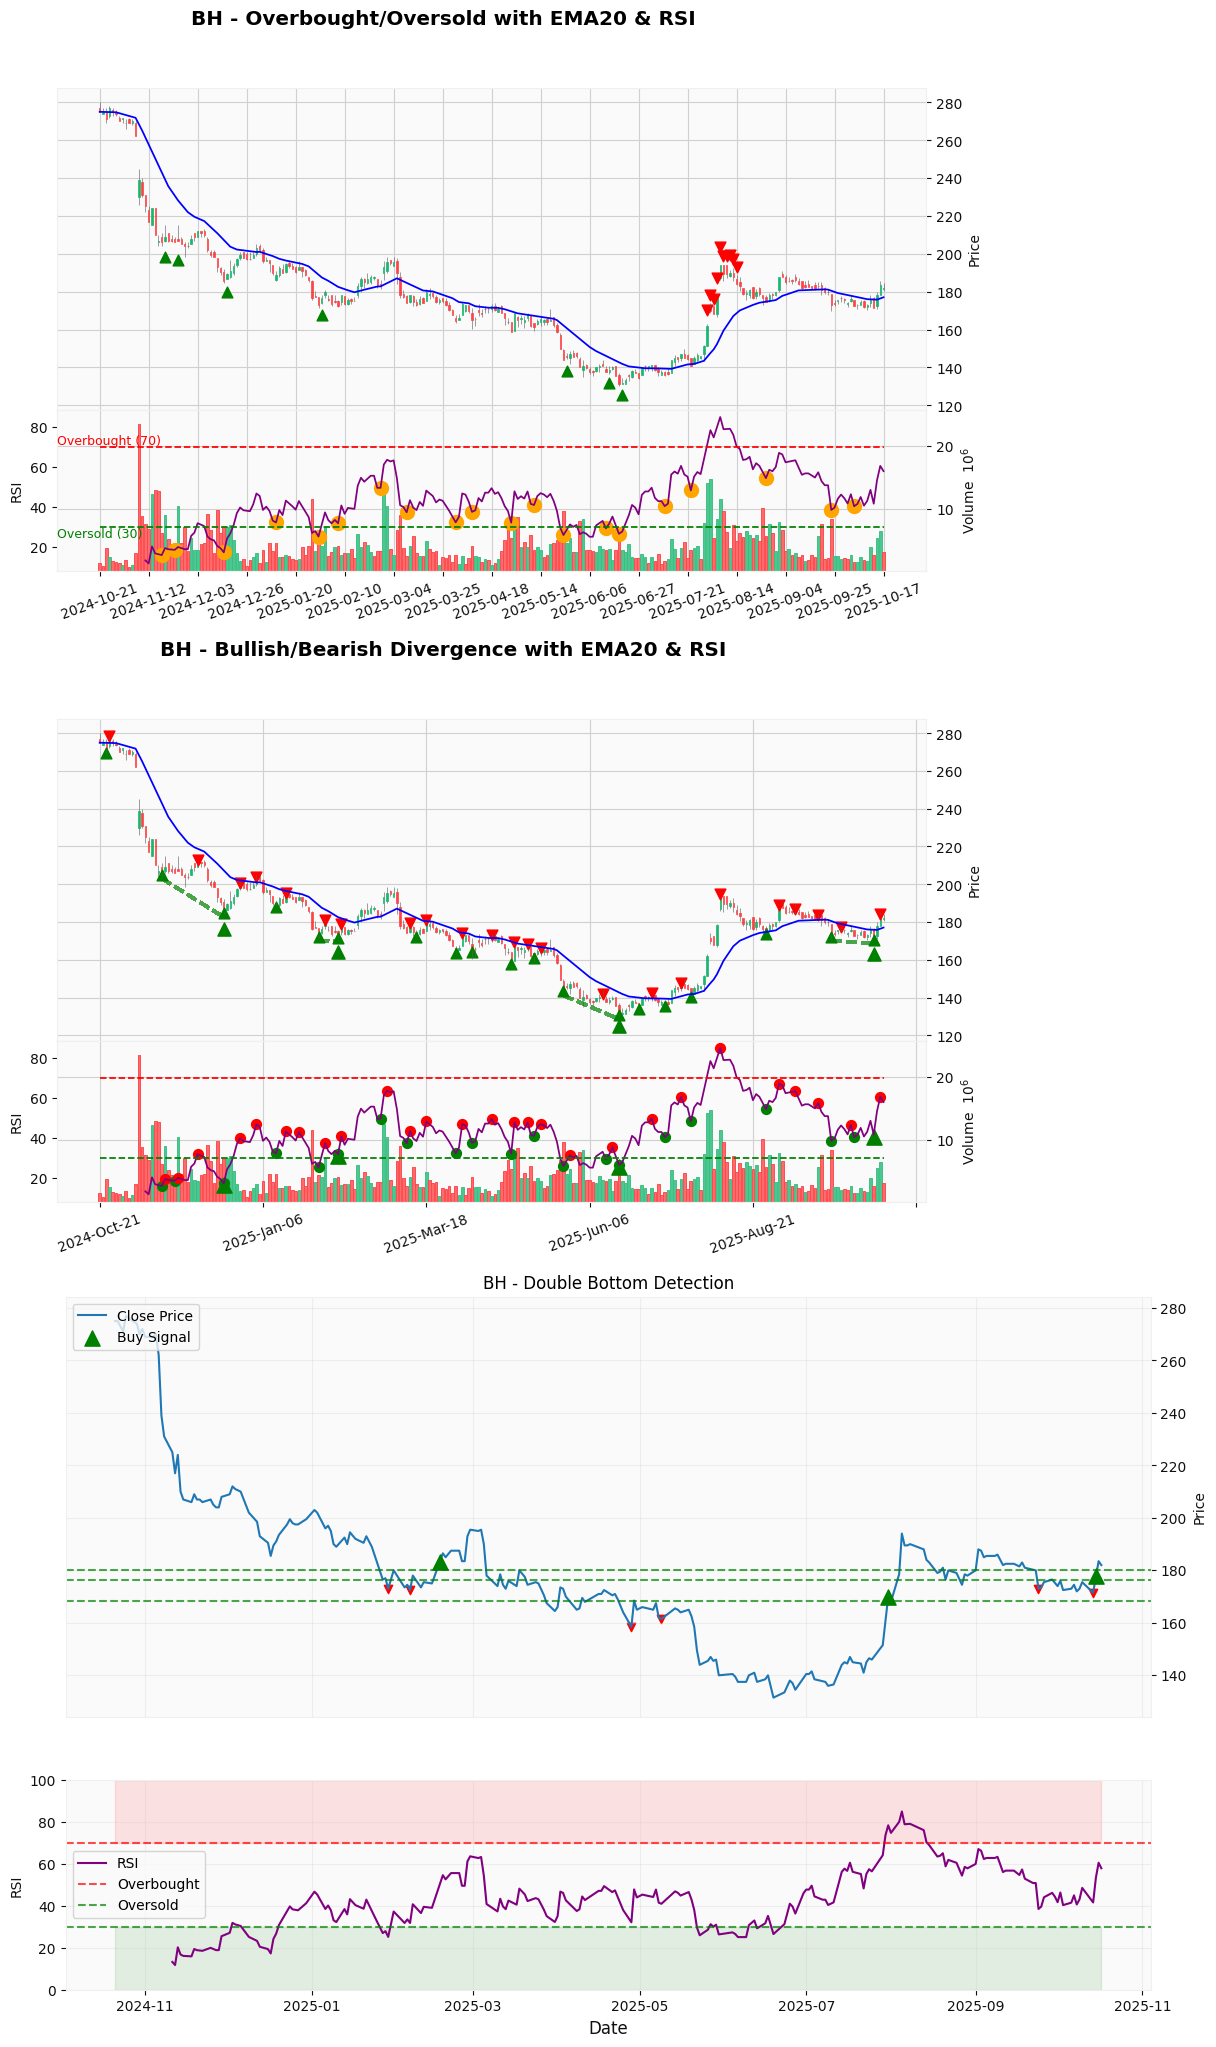 BH - Overbought/Oversold with EMA20 & RSI
280
260
240
220
200
180
160
140
120
Price
80
60
40
20
RSI
Overbought (70)
Oversold (30)
20
10
Volume 10^6
2024-10-21
2024-11-12
2024-12-03
2024-12-26
2025-01-20
2025-02-10
2025-03-04
2025-03-25
2025-04-18
2025-05-14
2025-06-06
2025-06-27
2025-07-21
2025-08-14
2025-09-04
2025-09-25
2025-10-17
BH - Bullish/Bearish Divergence with EMA20 & RSI
280
260
240
220
200
180
160
140
120
Price
80
60
40
20
RSI
20
10
Volume 10^6
2024-Oct-21
2025-Jan-06
2025-Mar-18
2025-Jun-06
2025-Aug-21
BH - Double Bottom Detection
Close Price
Buy Signal
280
260
240
220
200
180
160
140
Price
100
80
60
40
20
0
RSI
RSI
Overbought
Oversold
2024-11
2025-01
2025-03
2025-05
2025-07
2025-09
2025-11
Date